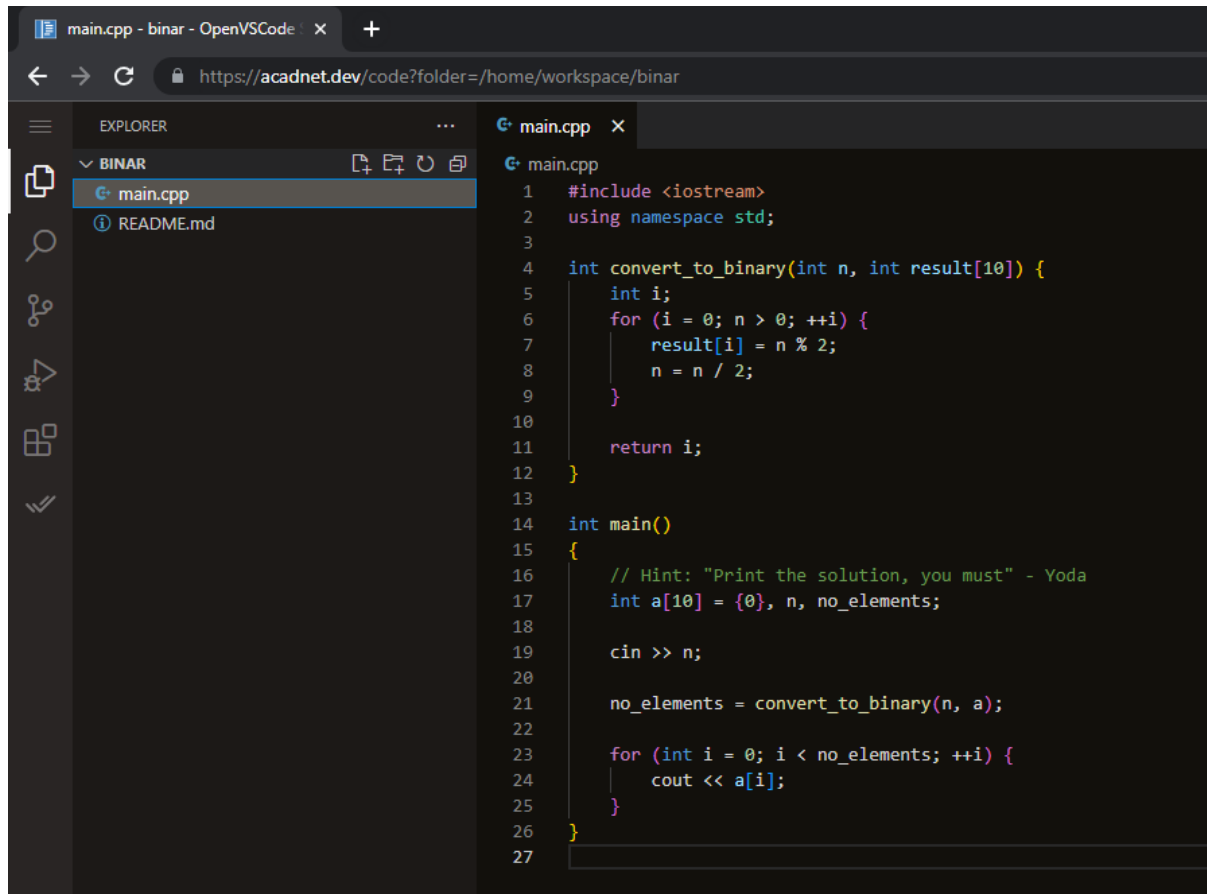 main.cpp - binar - OpenVSCode S
https://acadnet.dev/code?folder=/home/workspace/binar
EXPLORER
BINAR
main.cpp
README.md
main.cpp
main.cpp
1 #include <iostream>
2 using namespace std;
3
4 int convert_to_binary(int n, int result[10]) {
5     int i;
6     for (i = 0; n > 0; ++i) {
7         result[i] = n % 2;
8         n = n / 2;
9     }
10
11     return i;
12 }
13
14 int main()
15 {
16     // Hint: "Print the solution, you must" - Yoda
17     int a[10] = {0}, n, no_elements;
18
19     cin >> n;
20
21     no_elements = convert_to_binary(n, a);
22
23     for (int i = 0; i < no_elements; ++i) {
24         cout << a[i];
25     }
26 }
27